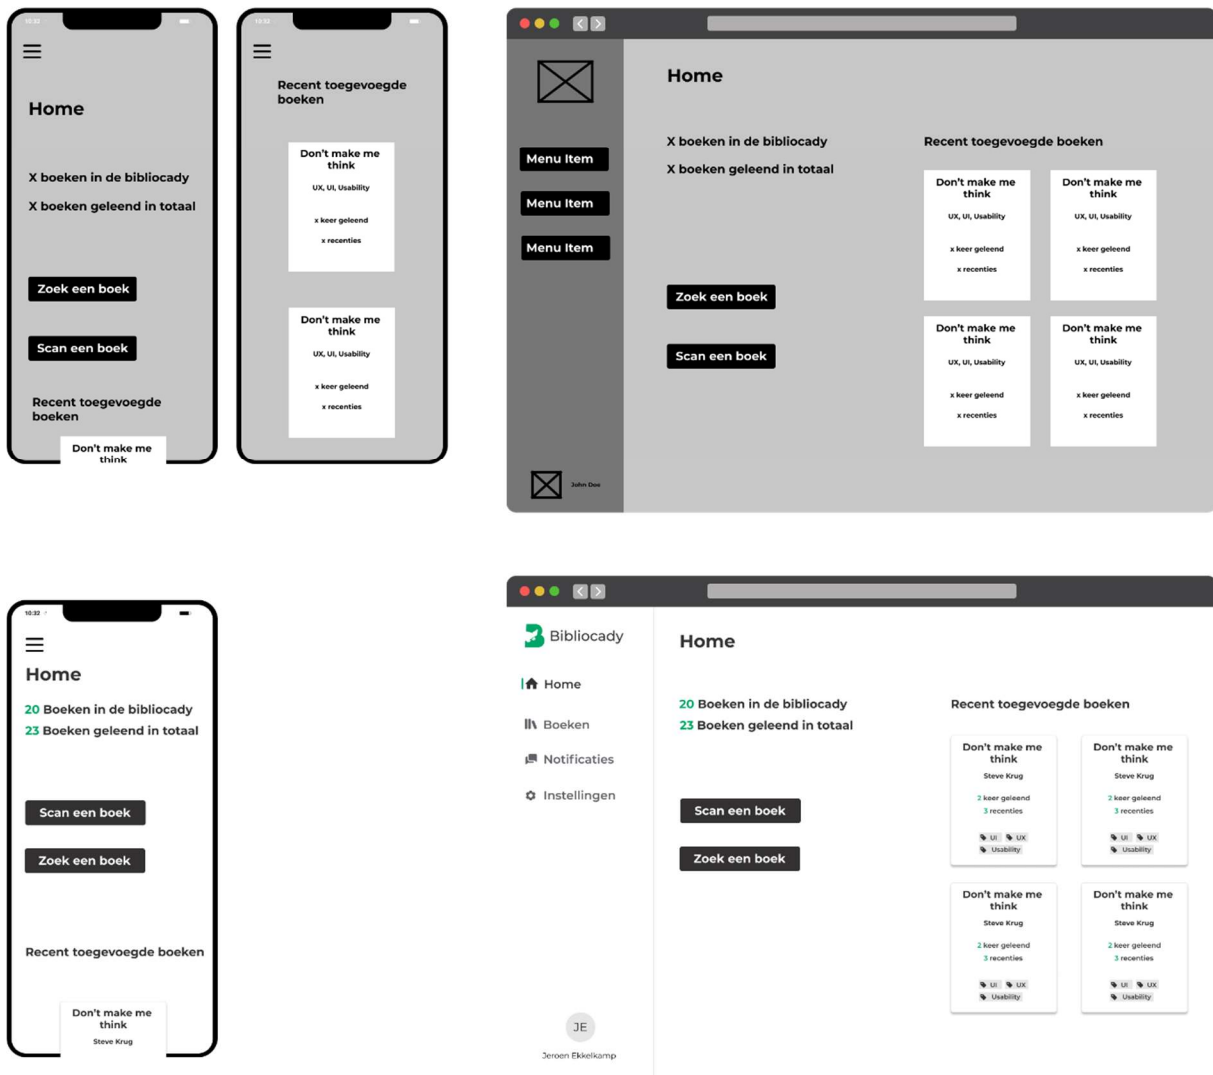 10:32
Home
X boeken in de bibliocady
X boeken geleend in totaal
Zoek een boek
Scan een boek
Recent toegevoegde
boeken
Don't make me
think
10:32
Recent toegevoegde
boeken
Don't make me
think
UX, UI, Usability
x keer geleend
x recenties
Don't make me
think
UX, UI, Usability
x keer geleend
x recenties
Menu Item
Menu Item
Menu Item
John Doe
Home
X boeken in de bibliocady
X boeken geleend in totaal
Zoek een boek
Scan een boek
Recent toegevoegde boeken
Don't make me
think
UX, UI, Usability
x keer geleend
x recenties
Don't make me
think
UX, UI, Usability
x keer geleend
x recenties
Don't make me
think
UX, UI, Usability
x keer geleend
x recenties
Don't make me
think
UX, UI, Usability
x keer geleend
x recenties
10:32
Home
20 Boeken in de bibliocady
23 Boeken geleend in totaal
Scan een boek
Zoek een boek
Recent toegevoegde boeken
Don't make me
think
Steve Krug
Bibliocady
Home
Boeken
Notificaties
Instellingen
JE
Jeroen Ekkelkamp
Home
20 Boeken in de bibliocady
23 Boeken geleend in totaal
Scan een boek
Zoek een boek
Recent toegevoegde boeken
Don't make me
think
Steve Krug
2 keer geleend
3 recenties
UI UX
Usability
Don't make me
think
Steve Krug
2 keer geleend
3 recenties
UI UX
Usability
Don't make me
think
Steve Krug
2 keer geleend
3 recenties
UI UX
Usability
Don't make me
think
Steve Krug
2 keer geleend
3 recenties
UI UX
Usability